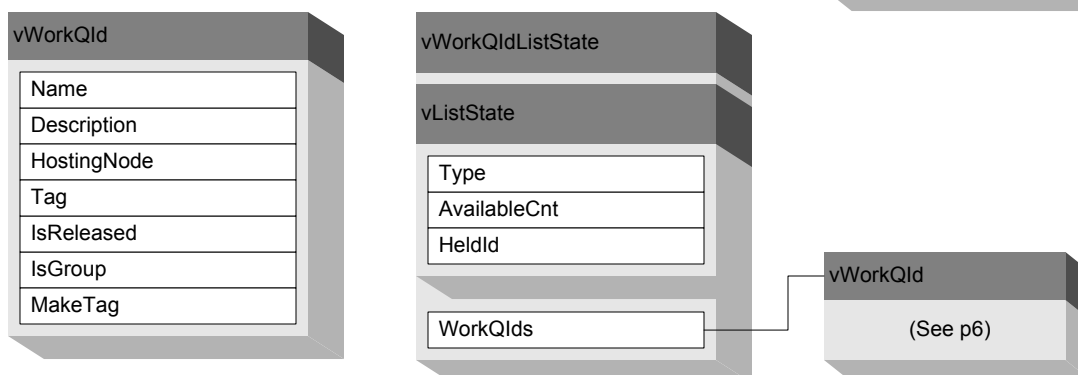 vWorkQId
Name
Description
HostingNode
Tag
IsReleased
IsGroup
MakeTag
vWorkQIdListState
vListState
Type
AvailableCnt
HeldId
WorkQIds
vWorkQId
(See p6)